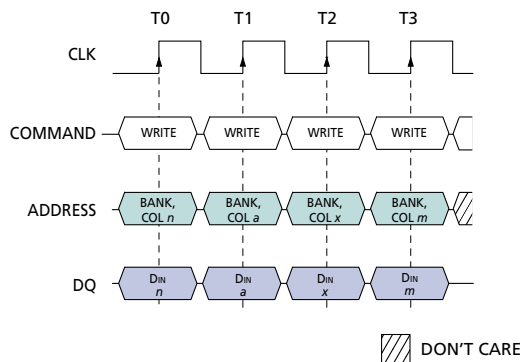 T0 T1 T2 T3
CLK
COMMAND WRITE WRITE WRITE WRITE
ADDRESS BANK, COL n BANK, COL a BANK, COL x BANK, COL m
DQ DIN n DIN a DIN x DIN m
DON'T CARE